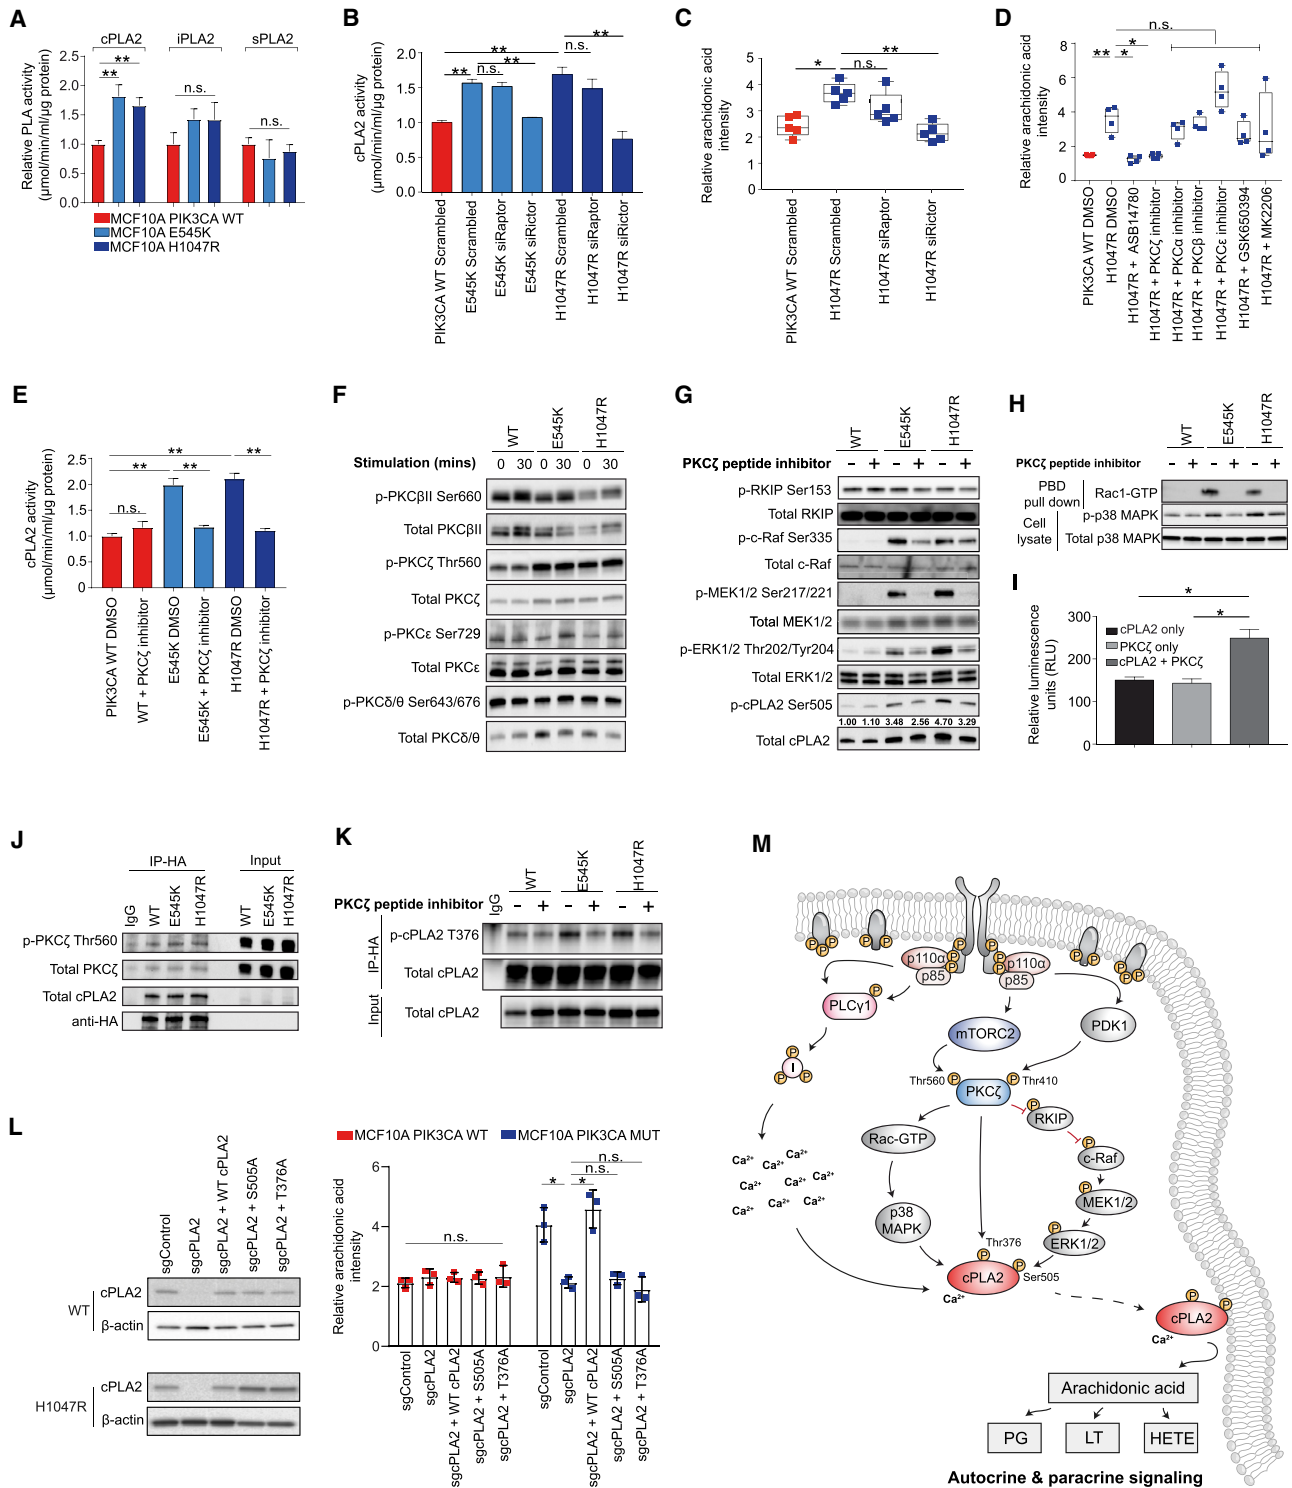 A
cPLA2 iPLA2 sPLA2
Relative PLA activity
(µmol/min/ml/µg protein)
2.5
2.0
1.5
1.0
0.5
0.0
**
**
n.s.
n.s.
MCF10A PIK3CA WT
MCF10A E545K
MCF10A H1047R
B
cPLA2 activity
(µmol/min/ml/µg protein)
2.0
1.5
1.0
0.5
0.0
** **
** n.s. ** n.s.
PIK3CA WT Scrambled
E545K Scrambled
E545K siRaptor
E545K siRictor
H1047R Scrambled
H1047R siRaptor
H1047R siRictor
C
Relative arachidonic acid
intensity
5
4
3
2
1
0
**
* n.s.
PIK3CA WT Scrambled
H1047R Scrambled
H1047R siRaptor
H1047R siRictor
D
Relative arachidonic acid
intensity
8
6
4
2
0
n.s.
*
** *
PIK3CA WT DMSO
H1047R DMSO
H1047R + ASB14780
H1047R + PKCζ inhibitor
H1047R + PKCα inhibitor
H1047R + PKCβ inhibitor
H1047R + PKCε inhibitor
H1047R + GSK650394
H1047R + MK2206
E
cPLA2 activity
(µmol/min/ml/µg protein)
2.5
2.0
1.5
1.0
0.5
0
** **
** **
n.s.
PIK3CA WT DMSO
WT + PKCζ inhibitor
E545K DMSO
E545K + PKCζ inhibitor
H1047R DMSO
H1047R + PKCζ inhibitor
F
WT E545K H1047R
Stimulation (mins) 0 30 0 30 0 30
p-PKCβII Ser660
Total PKCβII
p-PKCζ Thr560
Total PKCζ
p-PKCε Ser729
Total PKCε
p-PKCδ/θ Ser643/676
Total PKCδ/θ
G
WT E545K H1047R
PKCζ peptide inhibitor − + − + − +
p-RKIP Ser153
Total RKIP
p-c-Raf Ser335
Total c-Raf
p-MEK1/2 Ser217/221
Total MEK1/2
p-ERK1/2 Thr202/Tyr204
Total ERK1/2
p-cPLA2 Ser505
1.00 1.10 3.48 2.56 4.70 3.29
Total cPLA2
H
WT E545K H1047R
PKCζ peptide inhibitor − + − + − +
PBD
pull down
Rac1-GTP
Cell
lysate
p-p38 MAPK
Total p38 MAPK
I
Relative luminescence
units (RLU)
300
200
100
0
*
*
cPLA2 only
PKCζ only
cPLA2 + PKCζ
J
IP-HA Input
IgG WT E545K H1047R WT E545K H1047R
p-PKCζ Thr560
Total PKCζ
Total cPLA2
anti-HA
K
WT E545K H1047R
PKCζ peptide inhibitor IgG − + − + − +
IP-HA
p-cPLA2 T376
Total cPLA2
Input
Total cPLA2
L
sgControl
sgcPLA2
sgcPLA2 + WT cPLA2
sgcPLA2 + S505A
sgcPLA2 + T376A
WT
cPLA2
β-actin
H1047R
cPLA2
β-actin
MCF10A PIK3CA WT MCF10A PIK3CA MUT
Relative arachidonic acid
intensity
6
4
2
0
n.s.
n.s.
n.s.
* *
sgControl
sgcPLA2
sgcPLA2 + WT cPLA2
sgcPLA2 + S505A
sgcPLA2 + T376A
sgControl
sgcPLA2
sgcPLA2 + WT cPLA2
sgcPLA2 + S505A
sgcPLA2 + T376A
M
P P P P P P P P P P P P
p110α p110α
p85 p85
P
PLCγ1
mTORC2
PDK1
P
P I P
Thr560 P P Thr410
PKCζ
P
RKIP
Rac-GTP
P
c-Raf
Ca²⁺ Ca²⁺ Ca²⁺
Ca²⁺ Ca²⁺ Ca²⁺
Ca²⁺ Ca²⁺ Ca²⁺
P
MEK1/2
p38
MAPK
P
ERK1/2
Thr376
P
P
cPLA2
Ser505
Ca²⁺
P P
cPLA2
Ca²⁺
Arachidonic acid
PG LT HETE
Autocrine & paracrine signaling